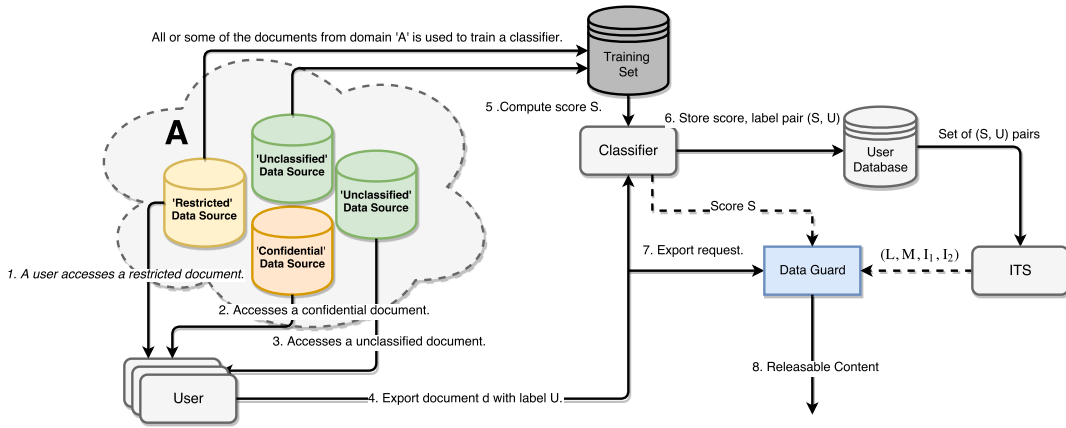 All or some of the documents from domain 'A' is used to train a classifier.
Training
Set
5 .Compute score S.
6. Store score, label pair (S, U)
Set of (S, U) pairs
A
'Unclassified'
Data Source
Classifier
User
Database
'Restricted'
Data Source
'Unclassified'
Data Source
Score S
'Confidential'
Data Source
7. Export request.
(L, M, I₁, I₂)
1. A user accesses a restricted document.
Data Guard
ITS
2. Accesses a confidential document.
3. Accesses a unclassified document.
8. Releasable Content
User
4. Export document d with label U.